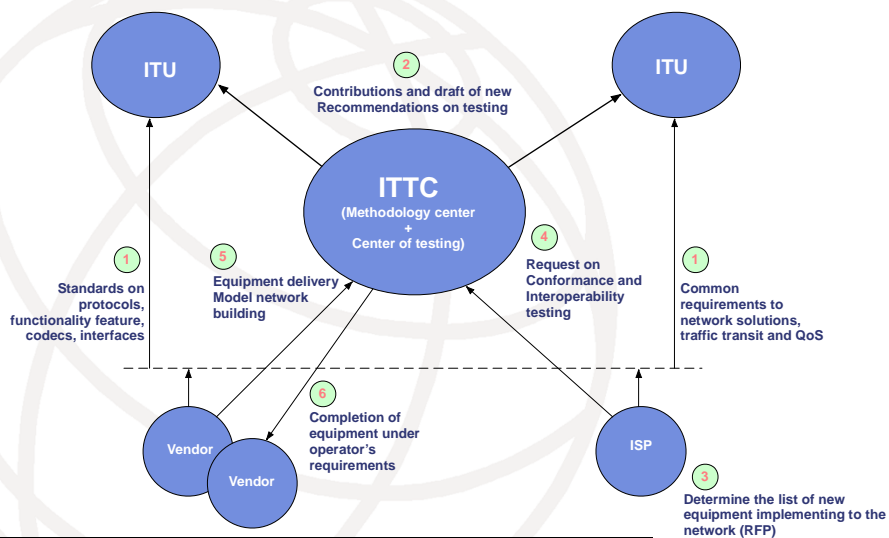 ITU
ITU
2
Contributions and draft of new
Recommendations on testing
ITTC
(Methodology center
+
Center of testing)
1
Standards on
protocols,
functionality feature,
codecs, interfaces
5
Equipment delivery
Model network
building
4
Request on
Conformance and
Interoperability
testing
1
Common
requirements to
network solutions,
traffic transit and QoS
6
Completion of
equipment under
operator's
requirements
Vendor
Vendor
ISP
3
Determine the list of new
equipment implementing to the
network (RFP)